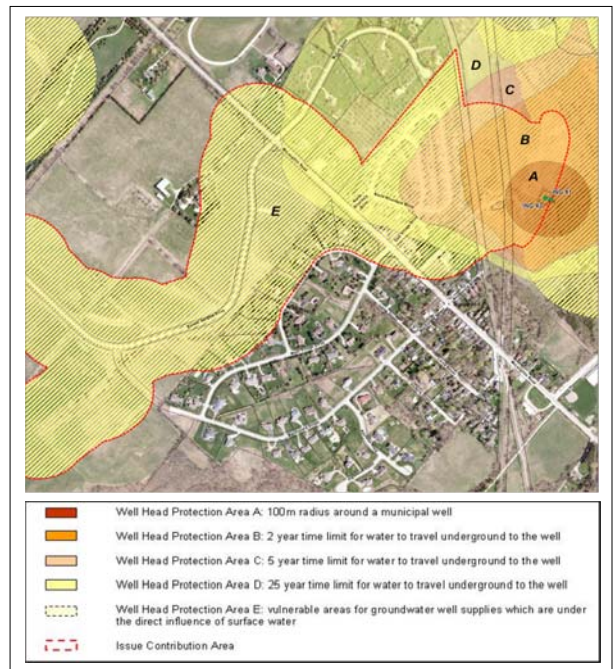 D
C
B
A
E
Well Head Protection Area A: 100m radius around a municipal well
Well Head Protection Area B: 2 year time limit for water to travel underground to the well
Well Head Protection Area C: 5 year time limit for water to travel underground to the well
Well Head Protection Area D: 25 year time limit for water to travel underground to the well
Well Head Protection Area E: vulnerable areas for groundwater well supplies which are under
the direct influence of surface water
Issue Contribution Area